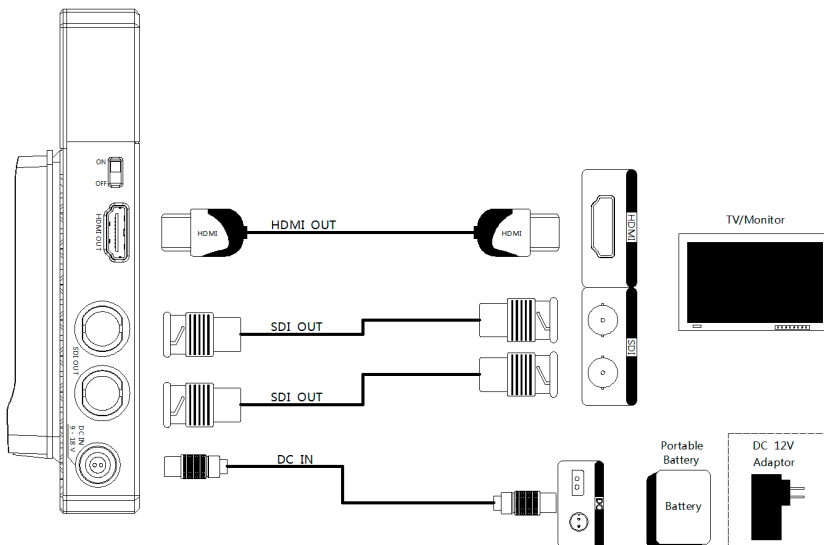 ON
OFF
HDMI OUT
SDI OUT
DC IN
9 - 18 V
HDMI
HDMI OUT
HDMI
HDMI
TV/Monitor
SDI OUT
SDI
SDI OUT
DC IN
DC
Portable
Battery
Battery
DC 12V
Adaptor